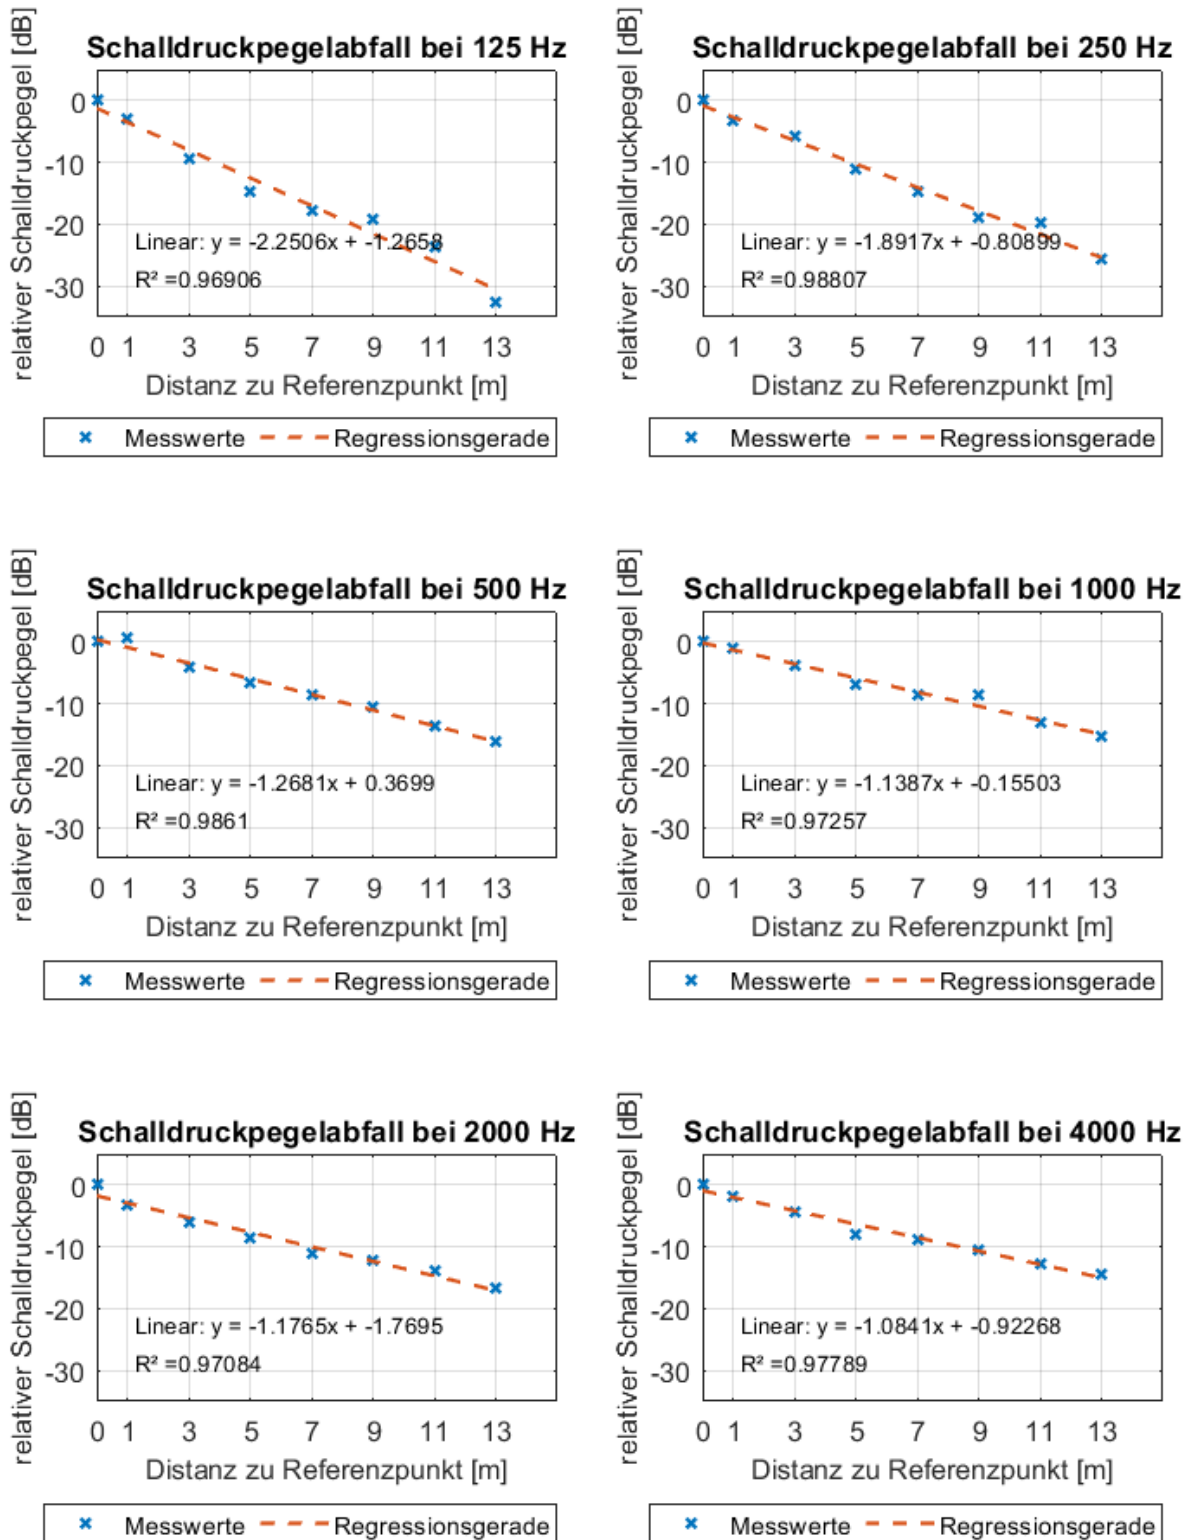 Schalldruckpegelabfall bei 125 Hz
relativer Schalldruckpegel [dB]
0
-10
-20
-30
Linear: y = -2.2506x + -1.2658
R² =0.96906
0 1 3 5 7 9 11 13
Distanz zu Referenzpunkt [m]
Messwerte Regressionsgerade
Schalldruckpegelabfall bei 250 Hz
relativer Schalldruckpegel [dB]
0
-10
-20
-30
Linear: y = -1.8917x + -0.80899
R² =0.98807
0 1 3 5 7 9 11 13
Distanz zu Referenzpunkt [m]
Messwerte Regressionsgerade
Schalldruckpegelabfall bei 500 Hz
relativer Schalldruckpegel [dB]
0
-10
-20
-30
Linear: y = -1.2681x + 0.3699
R² =0.9861
0 1 3 5 7 9 11 13
Distanz zu Referenzpunkt [m]
Messwerte Regressionsgerade
Schalldruckpegelabfall bei 1000 Hz
relativer Schalldruckpegel [dB]
0
-10
-20
-30
Linear: y = -1.1387x + -0.15503
R² =0.97257
0 1 3 5 7 9 11 13
Distanz zu Referenzpunkt [m]
Messwerte Regressionsgerade
Schalldruckpegelabfall bei 2000 Hz
relativer Schalldruckpegel [dB]
0
-10
-20
-30
Linear: y = -1.1765x + -1.7695
R² =0.97084
0 1 3 5 7 9 11 13
Distanz zu Referenzpunkt [m]
Messwerte Regressionsgerade
Schalldruckpegelabfall bei 4000 Hz
relativer Schalldruckpegel [dB]
0
-10
-20
-30
Linear: y = -1.0841x + -0.92268
R² =0.97789
0 1 3 5 7 9 11 13
Distanz zu Referenzpunkt [m]
Messwerte Regressionsgerade